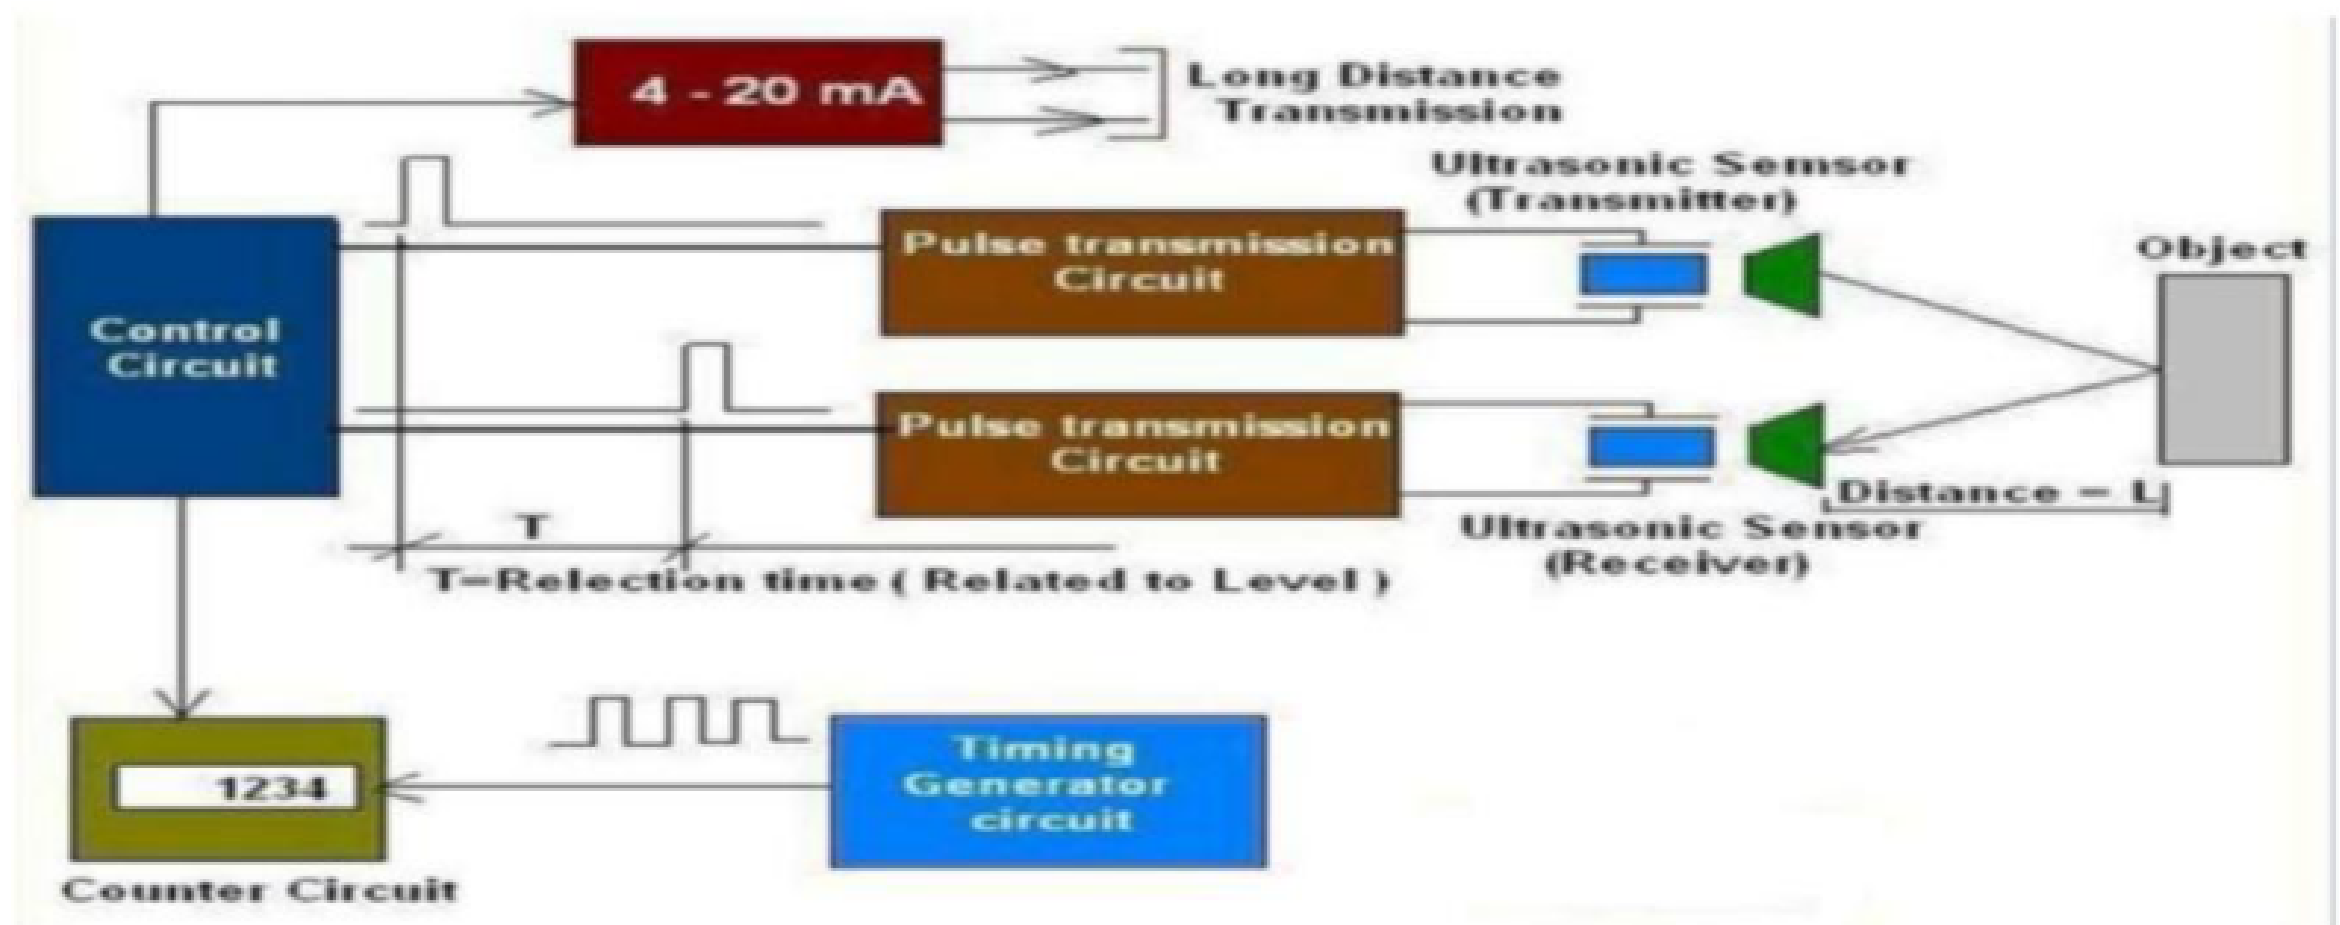 4 - 20 mA
Long Distance
Transmission
Ultrasonic Semsor
(Transmitter)
Pulse transmission
Circuit
Object
Control
Circuit
Pulse transmission
Circuit
Distance - L
T
Ultrasonic Sensor
(Receiver)
T-Relection time ( Related to Level )
1234
Timing
Generator
circuit
Counter Circuit